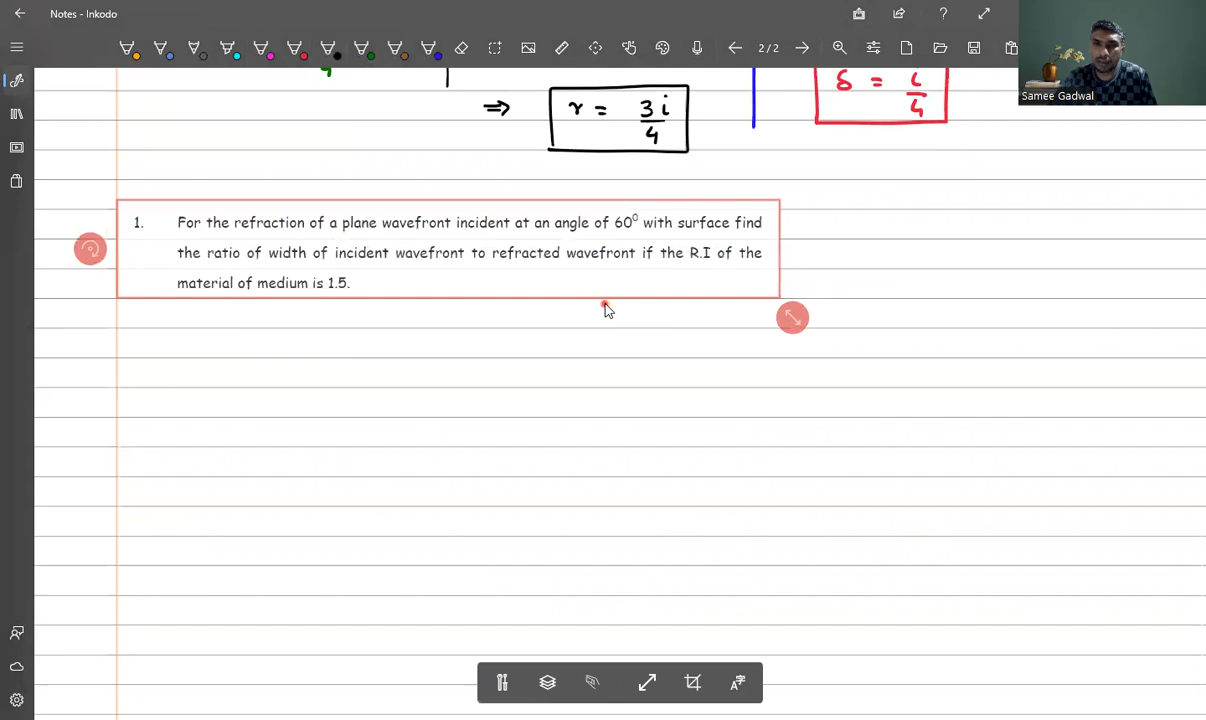 Notes - Inkodo
2 / 2
Samee Gadwal
⇒ r = 3i/4
δ = i/4
1. For the refraction of a plane wavefront incident at an angle of 60⁰ with surface find
the ratio of width of incident wavefront to refracted wavefront if the R.I of the
material of medium is 1.5.